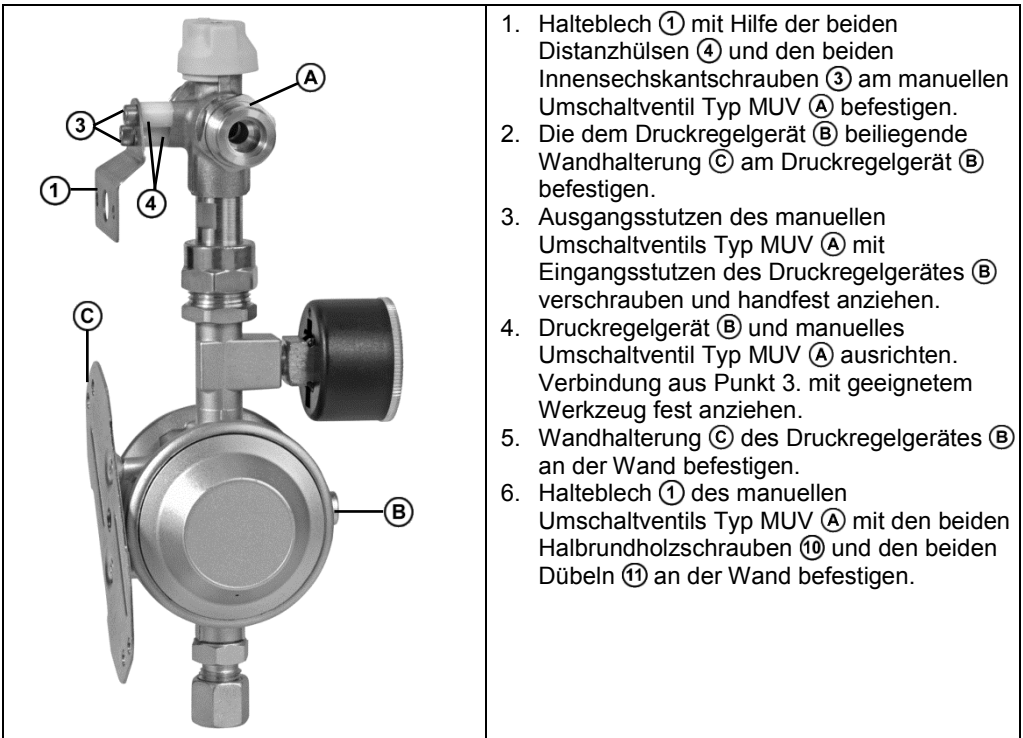 A
3
1
4
C
B
1. Halteblech ① mit Hilfe der beiden
Distanzhülsen ④ und den beiden
Innensechskantschrauben ③ am manuellen
Umschaltventil Typ MUV Ⓐ befestigen.
2. Die dem Druckregelgerät Ⓑ beiliegende
Wandhalterung Ⓒ am Druckregelgerät Ⓑ
befestigen.
3. Ausgangsstutzen des manuellen
Umschaltventils Typ MUV Ⓐ mit
Eingangsstutzen des Druckregelgerätes Ⓑ
verschrauben und handfest anziehen.
4. Druckregelgerät Ⓑ und manuelles
Umschaltventil Typ MUV Ⓐ ausrichten.
Verbindung aus Punkt 3. mit geeignetem
Werkzeug fest anziehen.
5. Wandhalterung Ⓒ des Druckregelgerätes Ⓑ
an der Wand befestigen.
6. Halteblech ① des manuellen
Umschaltventils Typ MUV Ⓐ mit den beiden
Halbrundholzschrauben ⑩ und den beiden
Dübeln ⑪ an der Wand befestigen.